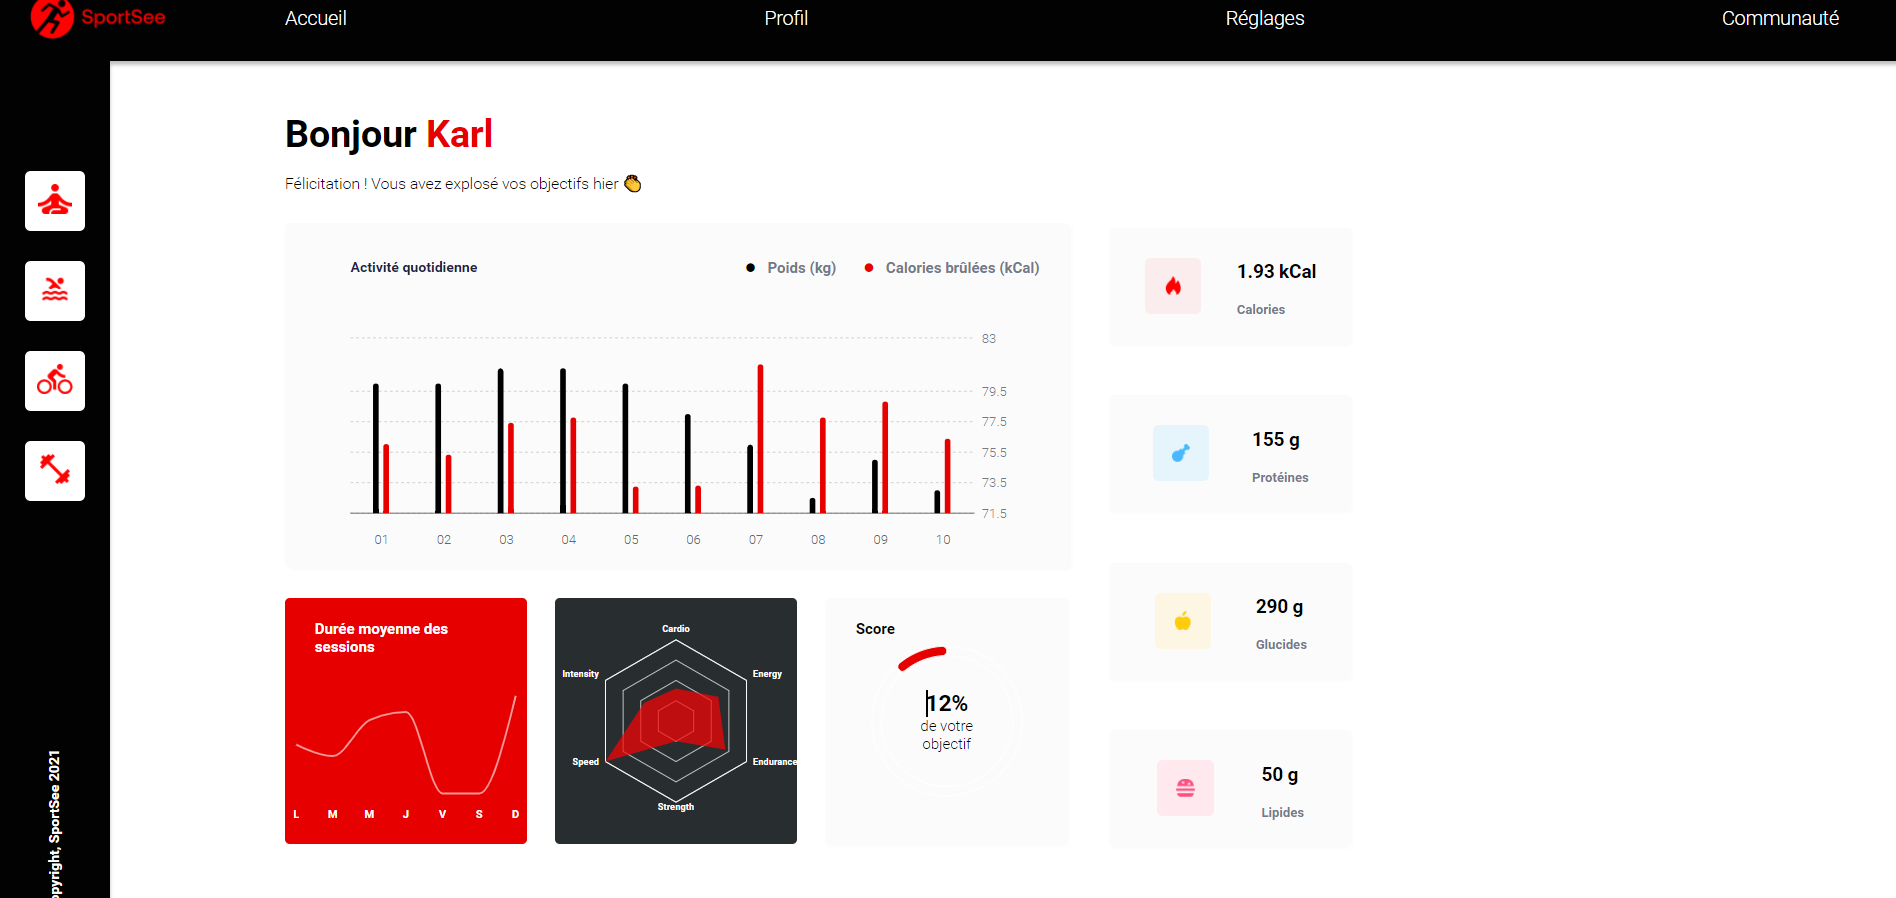 SportSee
Accueil
Profil
Réglages
Communauté
Bonjour Karl
Félicitation ! Vous avez explosé vos objectifs hier 👏
Activité quotidienne
Poids (kg)
Calories brûlées (kCal)
83
79.5
77.5
75.5
73.5
71.5
01 02 03 04 05 06 07 08 09 10
1.93 kCal
Calories
155 g
Protéines
290 g
Glucides
50 g
Lipides
Durée moyenne des
sessions
L M M J V S D
Cardio
Energy
Endurance
Strength
Speed
Intensity
Score
12%
de votre
objectif
opyright, SportSee 2021